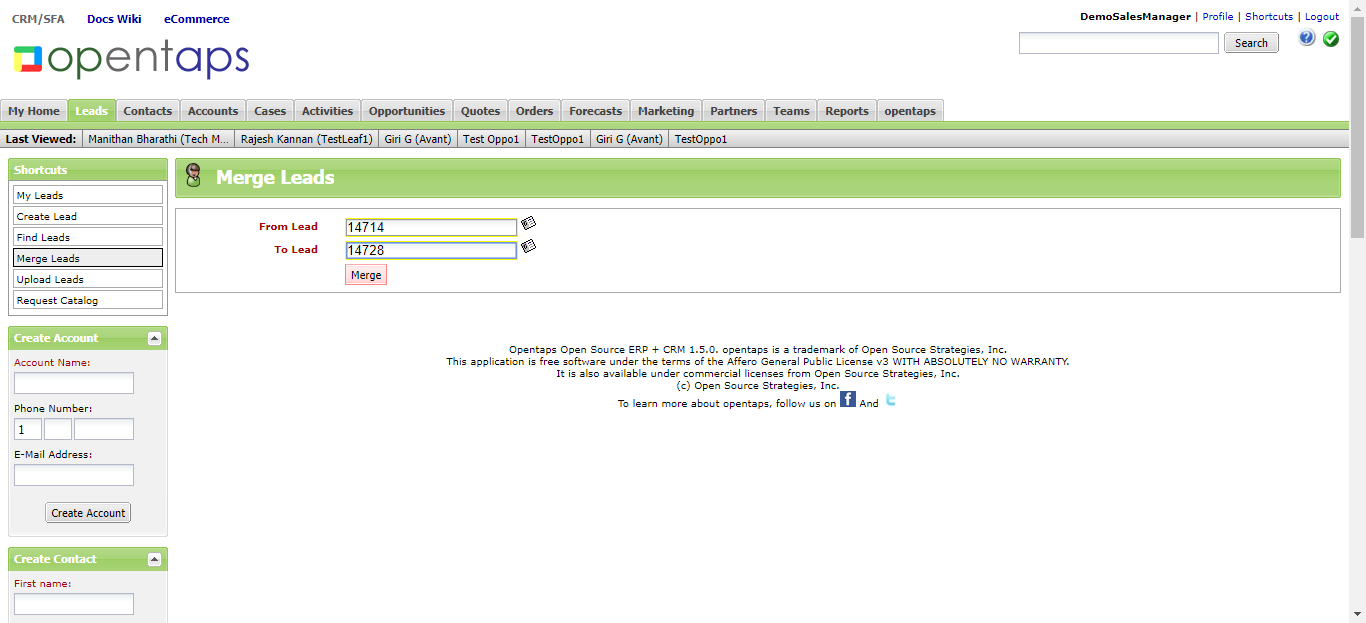 CRM/SFA Docs Wiki eCommerce
DemoSalesManager | Profile | Shortcuts | Logout
opentaps
Search
?
My Home Leads Contacts Accounts Cases Activities Opportunities Quotes Orders Forecasts Marketing Partners Teams Reports opentaps
Last Viewed: Manithan Bharathi (Tech M... Rajesh Kannan (TestLeaf1) Giri G (Avant) Test Oppo1 TestOppo1 Giri G (Avant) TestOppo1
Shortcuts
My Leads
Create Lead
Find Leads
Merge Leads
Upload Leads
Request Catalog
Create Account
Account Name:
Phone Number:
1
E-Mail Address:
Create Account
Create Contact
First name:
Merge Leads
From Lead 14714
To Lead 14728
Merge
Opentaps Open Source ERP + CRM 1.5.0. opentaps is a trademark of Open Source Strategies, Inc.
This application is free software under the terms of the Affero General Public License v3 WITH ABSOLUTELY NO WARRANTY.
It is also available under commercial licenses from Open Source Strategies, Inc.
(c) Open Source Strategies, Inc.
To learn more about opentaps, follow us on f And t